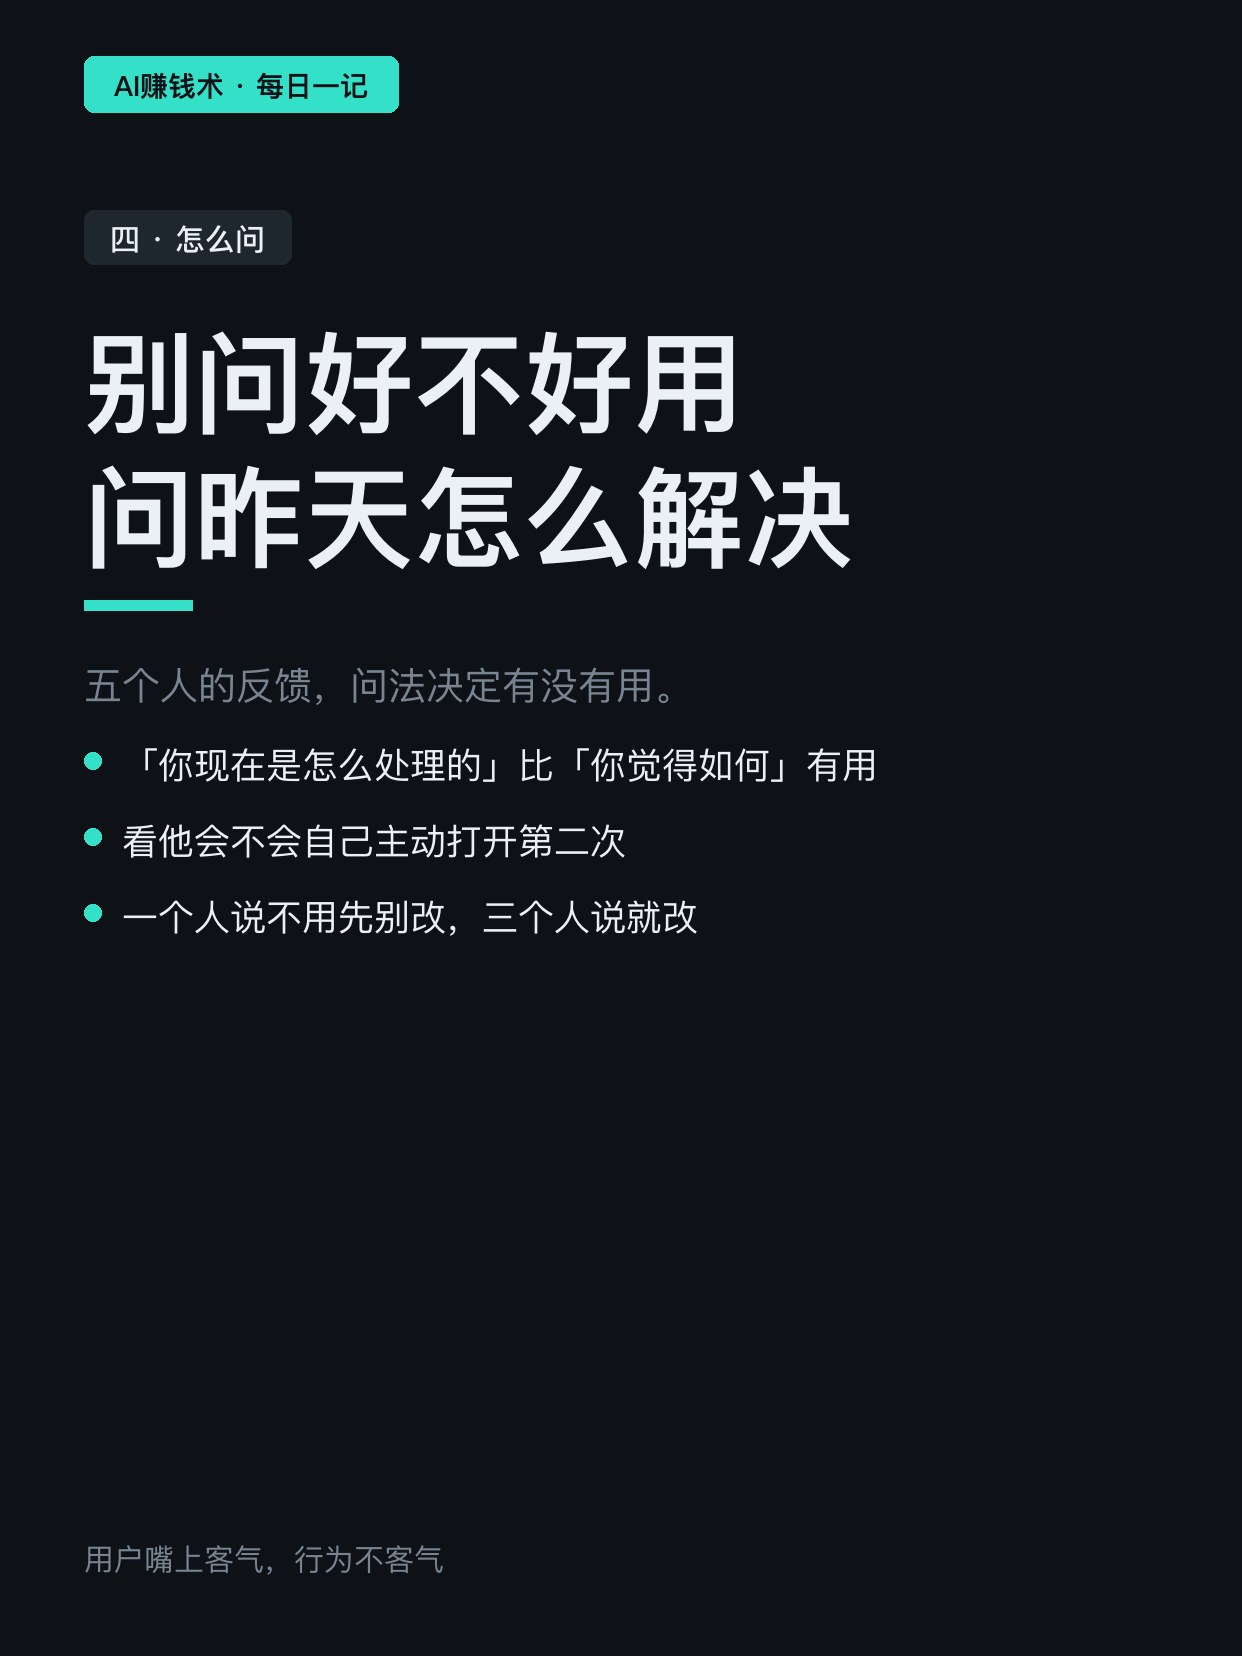 AI赚钱术 · 每日一记
四 · 怎么问
别问好不好用
问昨天怎么解决
五个人的反馈，问法决定有没有用。
「你现在是怎么处理的」比「你觉得如何」有用
看他会不会自己主动打开第二次
一个人说不用先别改，三个人说就改
用户嘴上客气，行为不客气